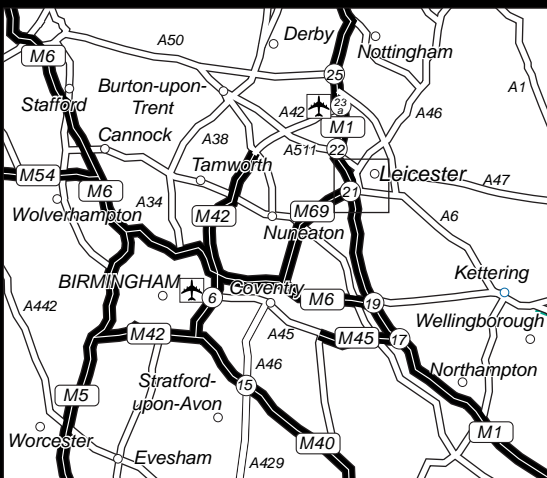 A50
Derby
Nottingham
M6
25
A1
Burton-upon-
Trent
Stafford
A42
23
a
A46
M1
Cannock
A38
22
A511
Tamworth
Leicester
M54
M6
21
A47
Wolverhampton
A34
M42
M69
A6
Nuneaton
BIRMINGHAM
Coventry
Kettering
6
M6
19
A442
Wellingborough
M42
A45
M45
17
A46
Stratford-
upon-Avon
15
Northampton
M5
Worcester
M40
M1
Evesham
A429